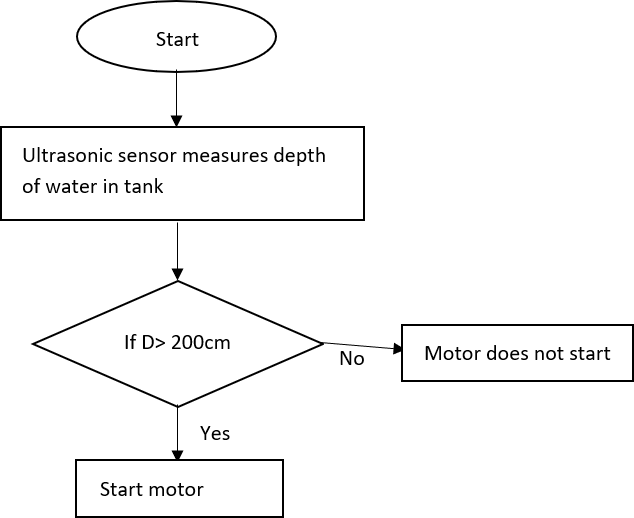 Start
Ultrasonic sensor measures depth
of water in tank
If D> 200cm
No
Motor does not start
Yes
Start motor